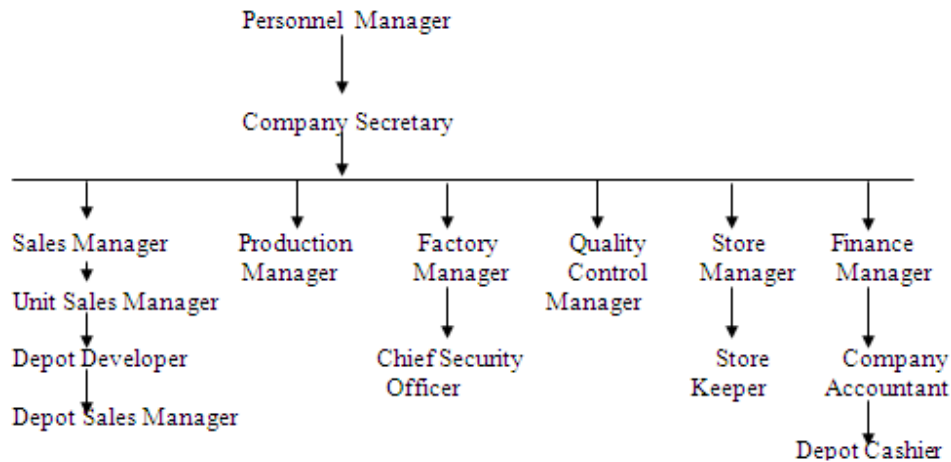 Personnel Manager
Company Secretary
Sales Manager
Production
Manager
Factory
Manager
Quality
Control
Manager
Store
Manager
Finance
Manager
Unit Sales Manager
Depot Developer
Chief Security
Officer
Store
Keeper
Company
Accountant
Depot Sales Manager
Depot Cashier